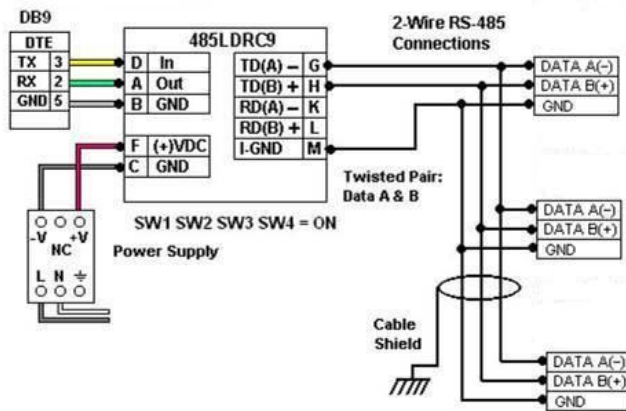 DB9
DTE
TX 3
RX 2
GND 5
485LDRC9
D In
A Out
B GND
F (+)VDC
C GND
TD(A) − G
TD(B) + H
RD(A) − K
RD(B) + L
I-GND M
2-Wire RS-485
Connections
DATA A(−)
DATA B(+)
GND
Twisted Pair:
Data A & B
SW1 SW2 SW3 SW4 = ON
DATA A(−)
DATA B(+)
GND
-V +V
NC
L N
Power Supply
Cable
Shield
DATA A(−)
DATA B(+)
GND